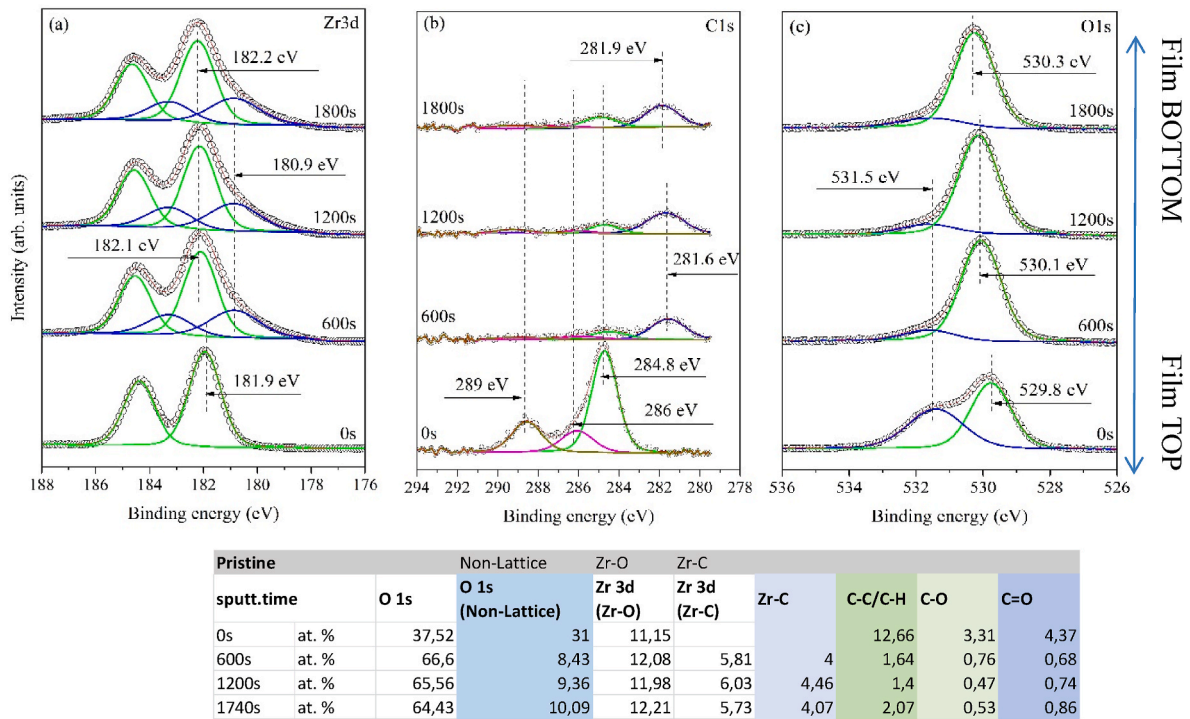 (a)
Zr3d
182.2 eV
1800s
180.9 eV
1200s
182.1 eV
600s
181.9 eV
0s
188 186 184 182 180 178 176
Binding energy (eV)
Intensity (arb. units)
(b)
C1s
281.9 eV
1800s
1200s
281.6 eV
600s
284.8 eV
289 eV
286 eV
0s
294 292 290 288 286 284 282 280 278
Binding energy (eV)
(c)
O1s
530.3 eV
1800s
531.5 eV
1200s
530.1 eV
600s
529.8 eV
0s
536 534 532 530 528 526
Binding energy (eV)
Film BOTTOM
Film TOP
Pristine Non-Lattice Zr-O Zr-C
sputt.time O 1s O 1s (Non-Lattice) Zr 3d (Zr-O) Zr 3d (Zr-C) Zr-C C-C/C-H C-O C=O
0s at. % 37,52 31 11,15 12,66 3,31 4,37
600s at. % 66,6 8,43 12,08 5,81 4 1,64 0,76 0,68
1200s at. % 65,56 9,36 11,98 6,03 4,46 1,4 0,47 0,74
1740s at. % 64,43 10,09 12,21 5,73 4,07 2,07 0,53 0,86